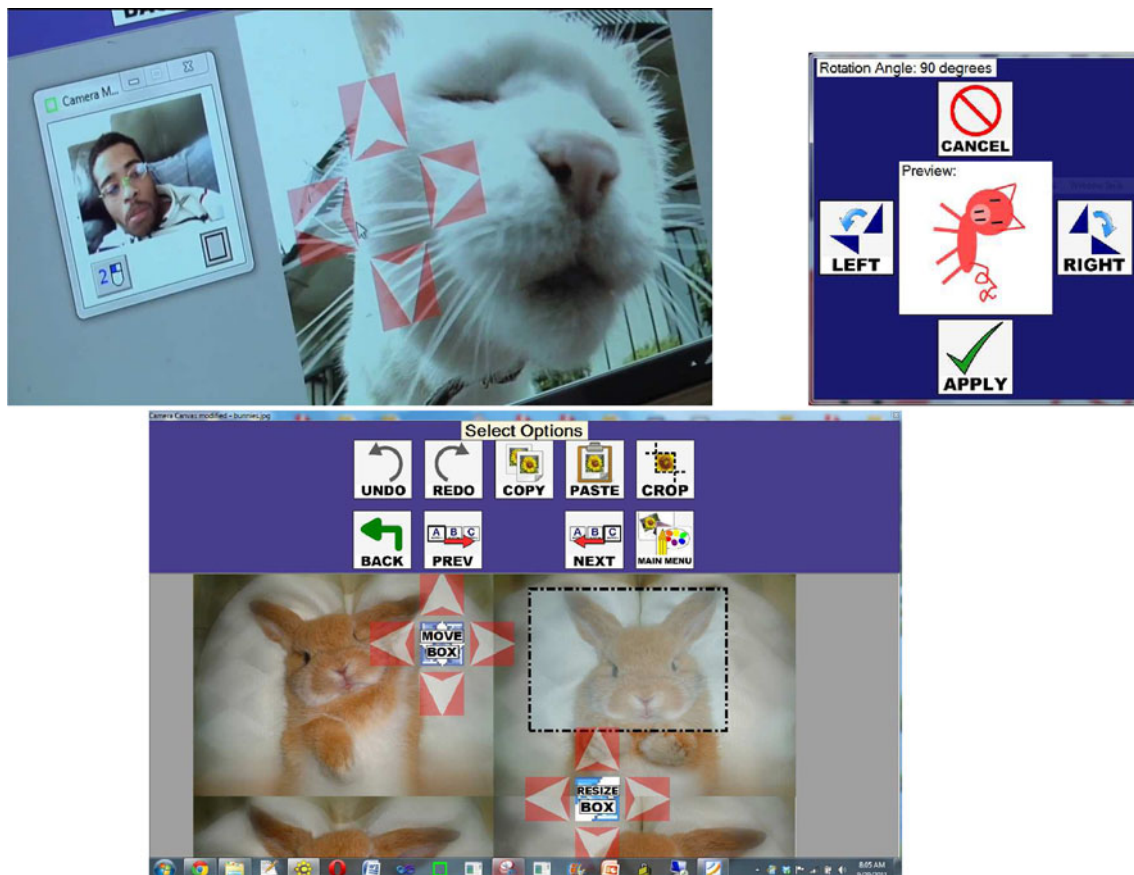 Camera M...
2
Rotation Angle: 90 degrees
CANCEL
Preview:
LEFT
RIGHT
APPLY
Camera Canvas modified - bunnies.jpg
Select Options
UNDO REDO COPY PASTE CROP
A B C A B C
BACK PREV NEXT MAIN MENU
MOVE
BOX
RESIZE
BOX
8:05 AM